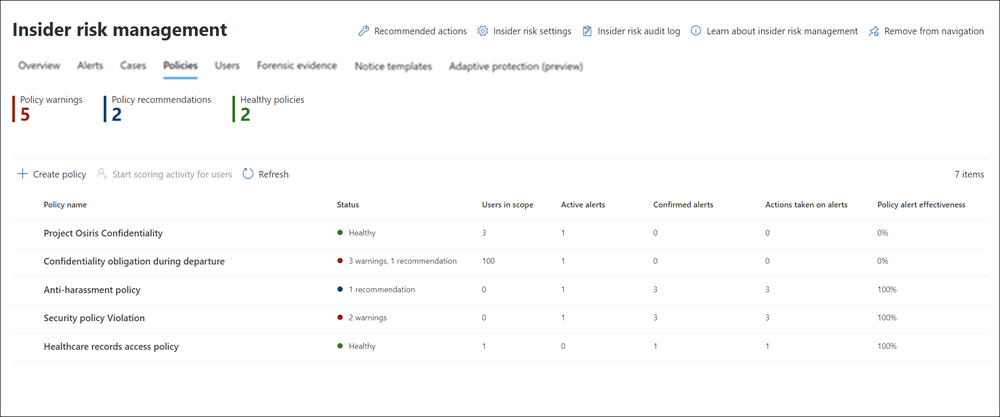 Insider risk management
Recommended actions Insider risk settings Insider risk audit log Learn about insider risk management Remove from navigation
Overview Alerts Cases Policies Users Forensic evidence Notice templates Adaptive protection (preview)
Policy warnings Policy recommendations Healthy policies
5 2 2
Create policy Start scoring activity for users Refresh 7 items
Policy name Status Users in scope Active alerts Confirmed alerts Actions taken on alerts Policy alert effectiveness
Project Osiris Confidentiality Healthy 3 1 0 0 0%
Confidentiality obligation during departure 3 warnings, 1 recommendation 100 1 0 0 0%
Anti-harassment policy 1 recommendation 0 1 3 3 100%
Security policy Violation 2 warnings 0 1 3 3 100%
Healthcare records access policy Healthy 1 0 1 1 100%